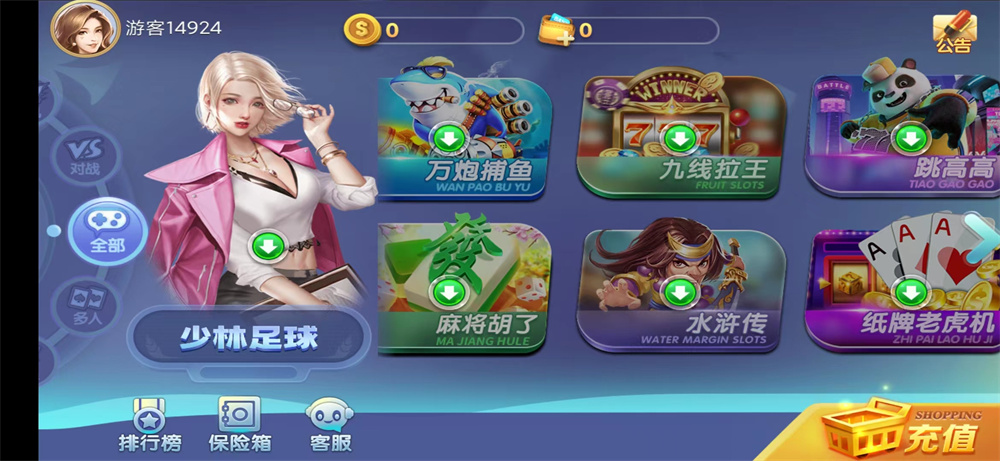 游客14924
0
0
公告
VS
对战
全部
多人
少林足球
万炮捕鱼
WAN PAO BU YU
WINNER
777
九线拉王
FRUIT SLOTS
BATTLE
跳高高
TIAO GAO GAO
發
麻将胡了
MA JIANG HULE
水浒传
WATER MARGIN SLOTS
A
A
A
纸牌老虎机
ZHI PAI LAO HU JI
排行榜
保险箱
客服
SHOPPING
充值